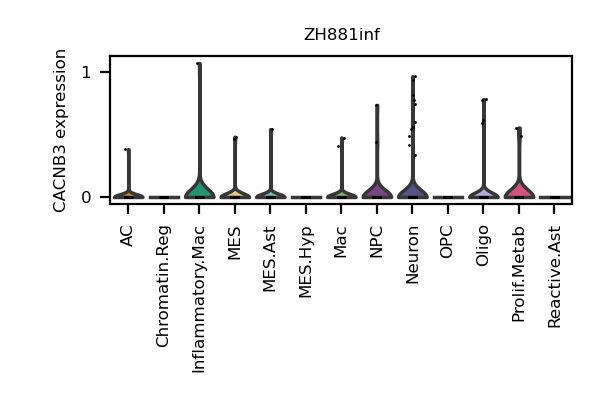 ZH881inf
CACNB3 expression
1
0
AC
Chromatin.Reg
Inflammatory.Mac
MES
MES.Ast
MES.Hyp
Mac
NPC
Neuron
OPC
Oligo
Prolif.Metab
Reactive.Ast